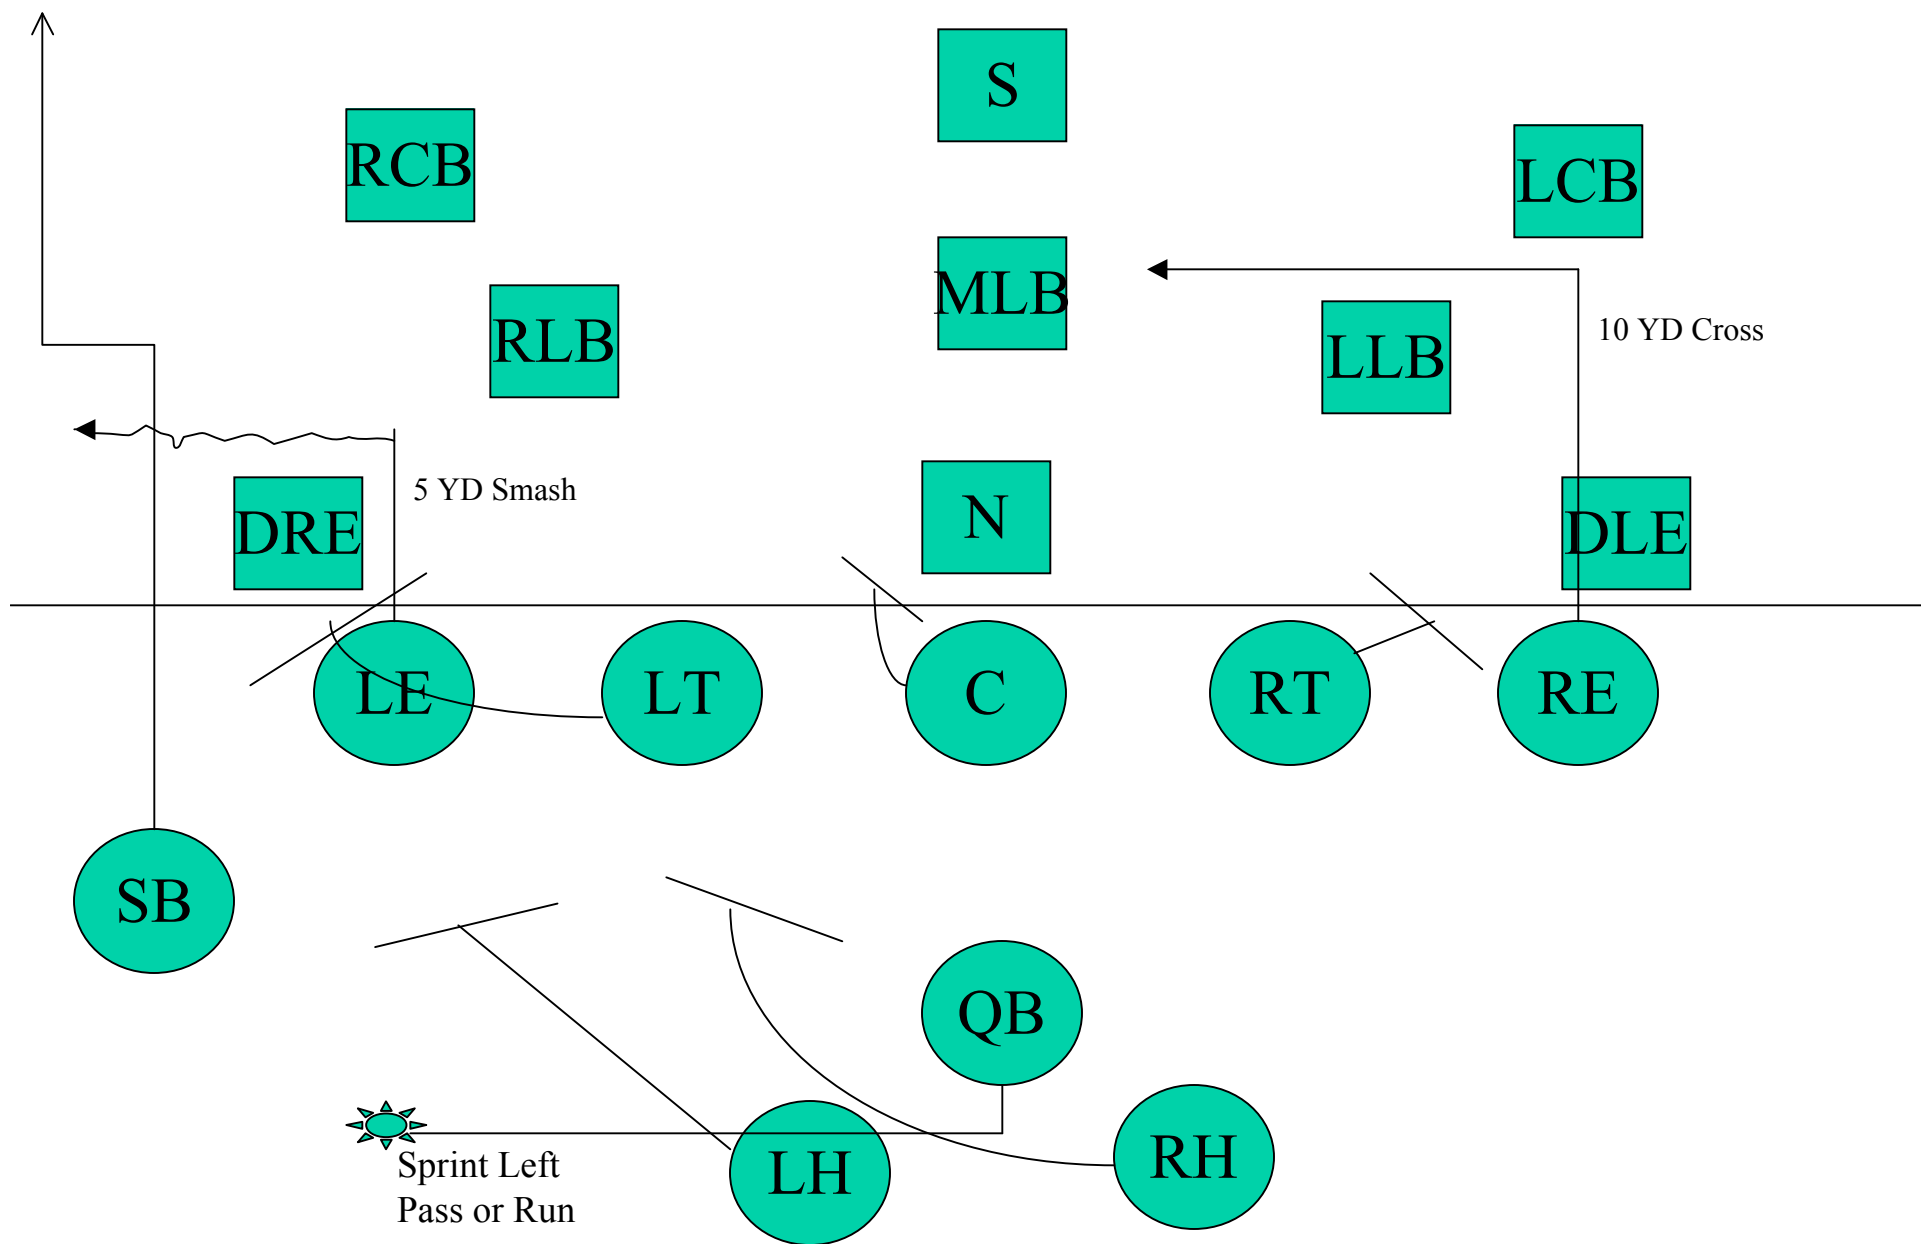 S
RCB
LCB
MLB
RLB
10 YD Cross
LLB
5 YD Smash
N
DRE
DLE
LE
LT
C
RT
RE
SB
QB
RH
LH
Sprint Left
Pass or Run